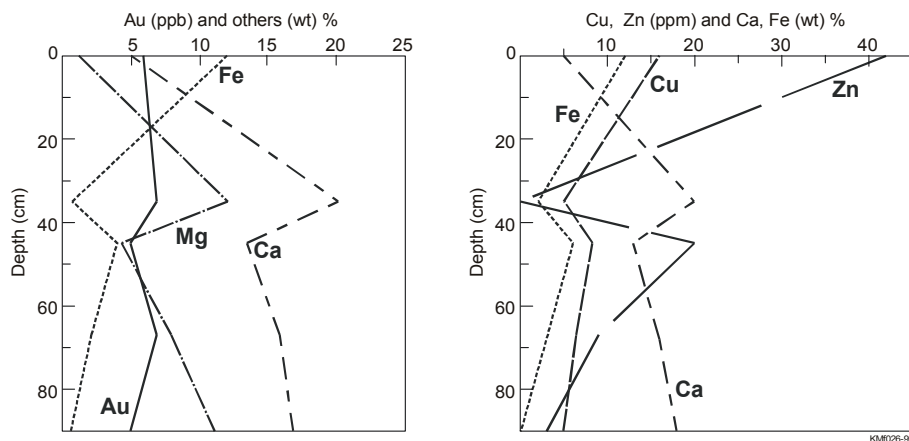 Au (ppb) and others (wt) %
5 10 15 20 25
0
20
40
60
80
Depth (cm)
Fe
Mg
Ca
Au
Cu, Zn (ppm) and Ca, Fe (wt) %
10 20 30 40
0
20
40
60
80
Depth (cm)
Fe
Cu
Zn
Ca
KMf026-9